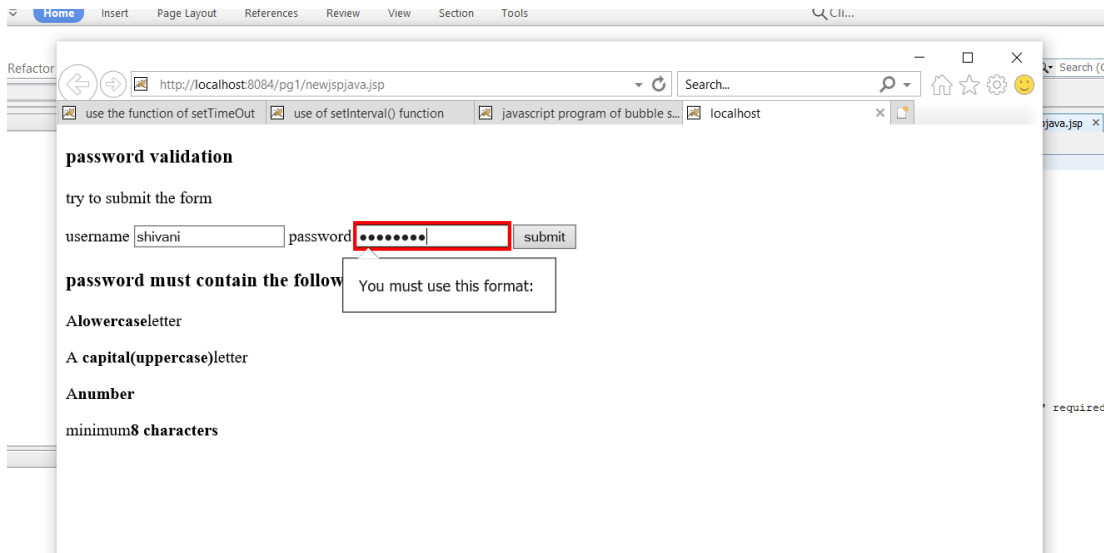 Home Insert Page Layout References Review View Section Tools Cli...
Refactor
http://localhost:8084/pg1/newjspjava.jsp Search... Search (C
use the function of setTimeOut use of setInterval() function javascript program of bubble s... localhost
java.jsp
password validation
try to submit the form
username shivani password submit
You must use this format:
password must contain the follow
Alowercaseletter
A capital(uppercase)letter
Anumber
minimum8 characters
" required